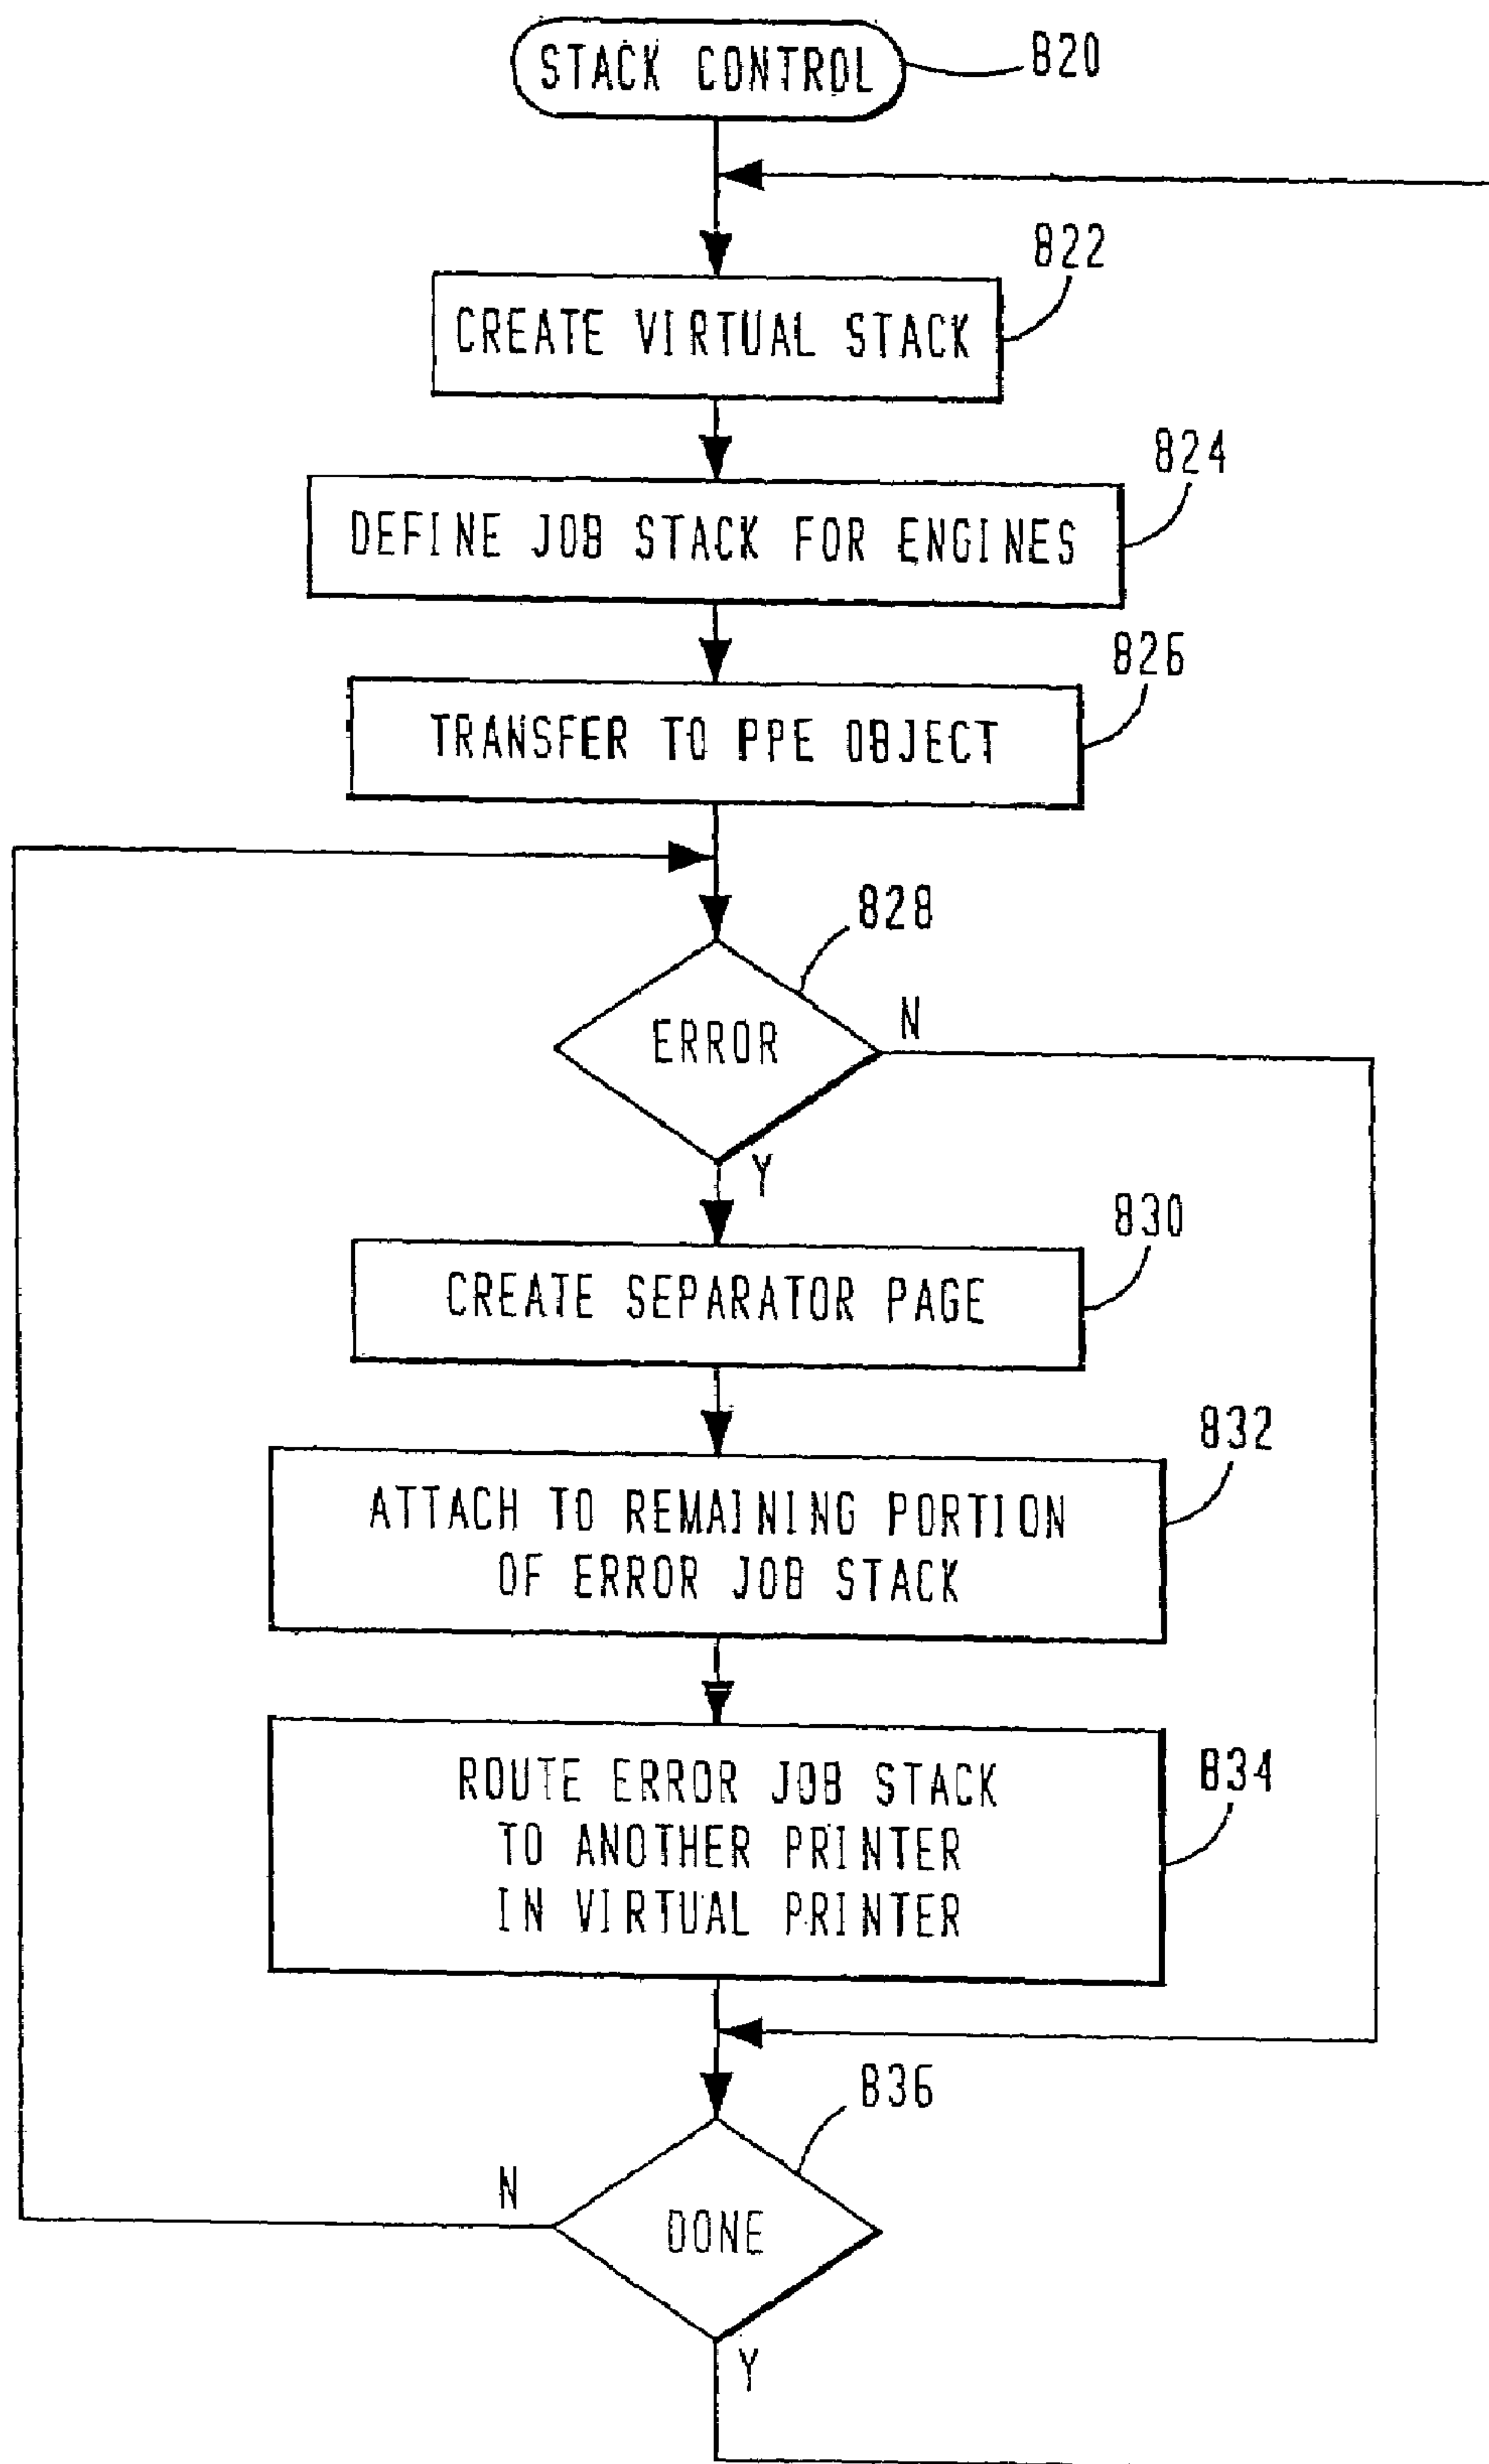 STACK CONTROL
820
822
CREATE VIRTUAL STACK
824
DEFINE JOB STACK FOR ENGINES
826
TRANSFER TO PPE OBJECT
828
ERROR
N
Y
830
CREATE SEPARATOR PAGE
832
ATTACH TO REMAINING PORTION
OF ERROR JOB STACK
834
ROUTE ERROR JOB STACK
TO ANOTHER PRINTER
IN VIRTUAL PRINTER
836
N
DONE
Y